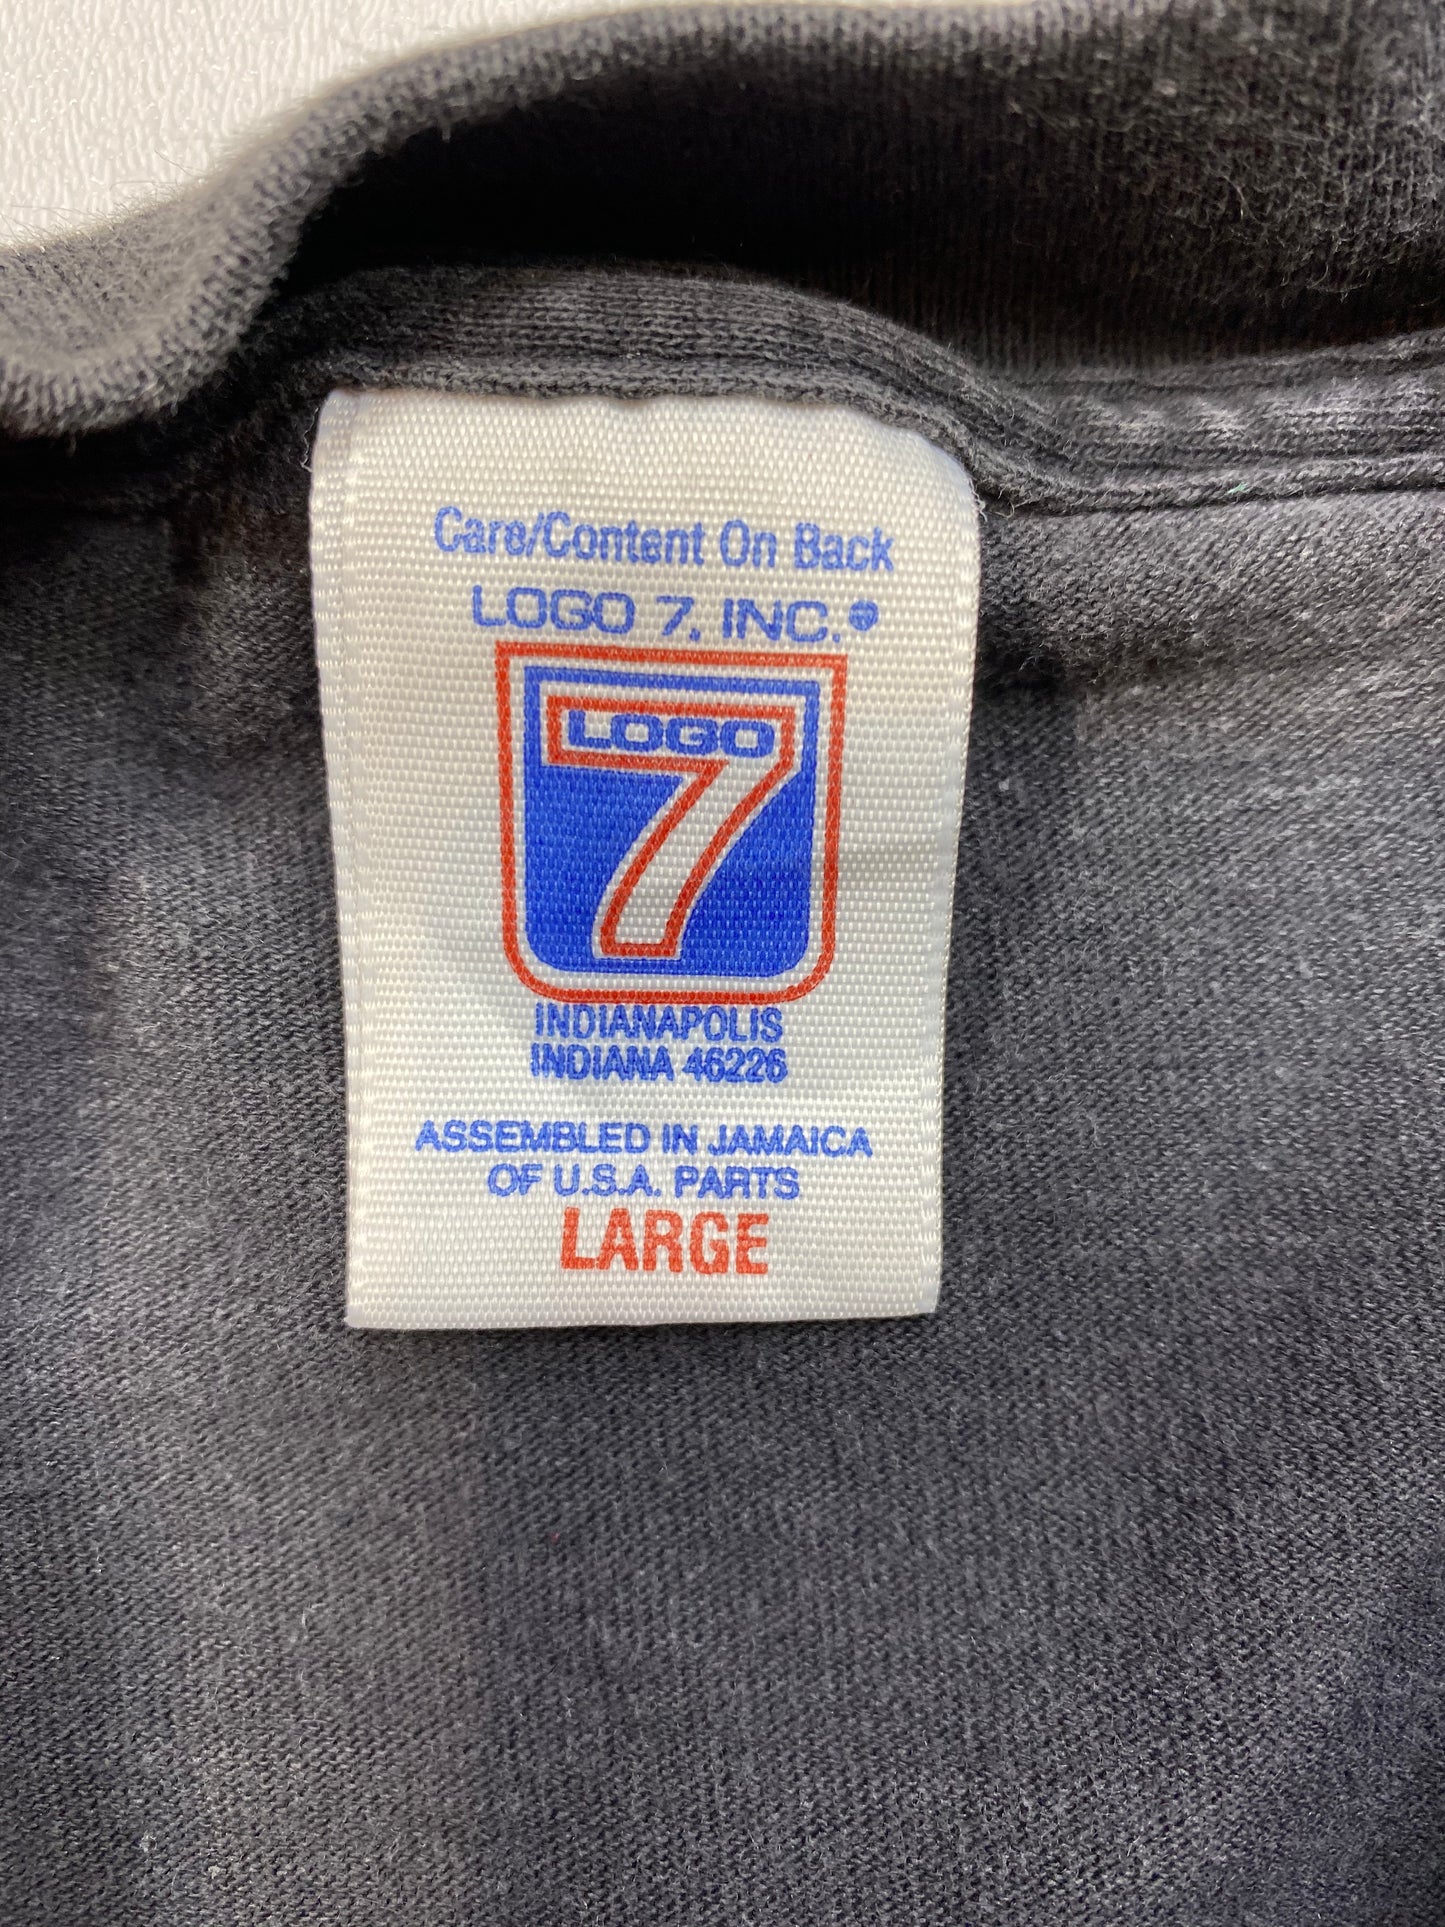 Care/Content On Back
LOGO 7, INC.®
LOGO
7
INDIANAPOLIS
INDIANA 46226
ASSEMBLED IN JAMAICA
OF U.S.A. PARTS
LARGE